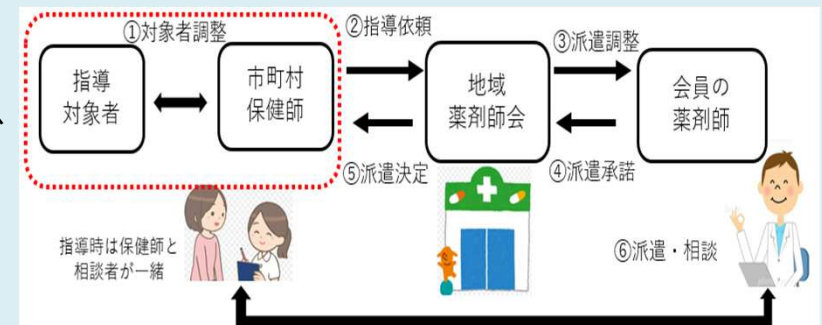 ①対象者調整
②指導依頼
③派遣調整
指導
対象者
市町村
保健師
地域
薬剤師会
会員の
薬剤師
⑤派遣決定
④派遣承諾
指導時は保健師と
相談者が一緒
⑥派遣・相談